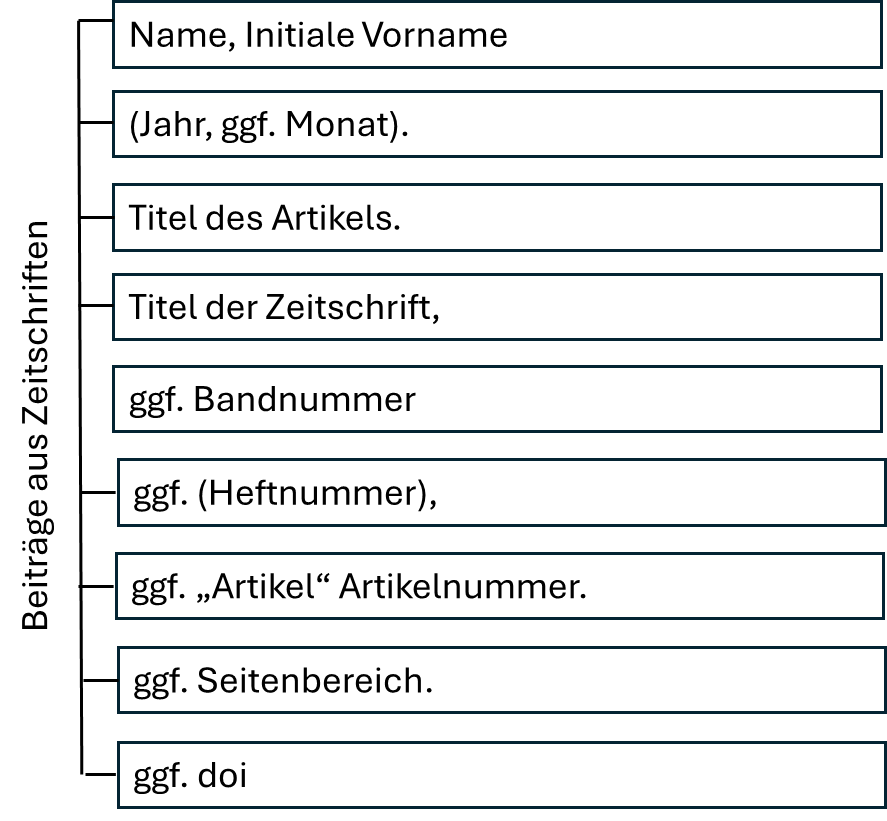 Beiträge aus Zeitschriften
Name, Initiale Vorname
(Jahr, ggf. Monat).
Titel des Artikels.
Titel der Zeitschrift,
ggf. Bandnummer
ggf. (Heftnummer),
ggf. „Artikel“ Artikelnummer.
ggf. Seitenbereich.
ggf. doi